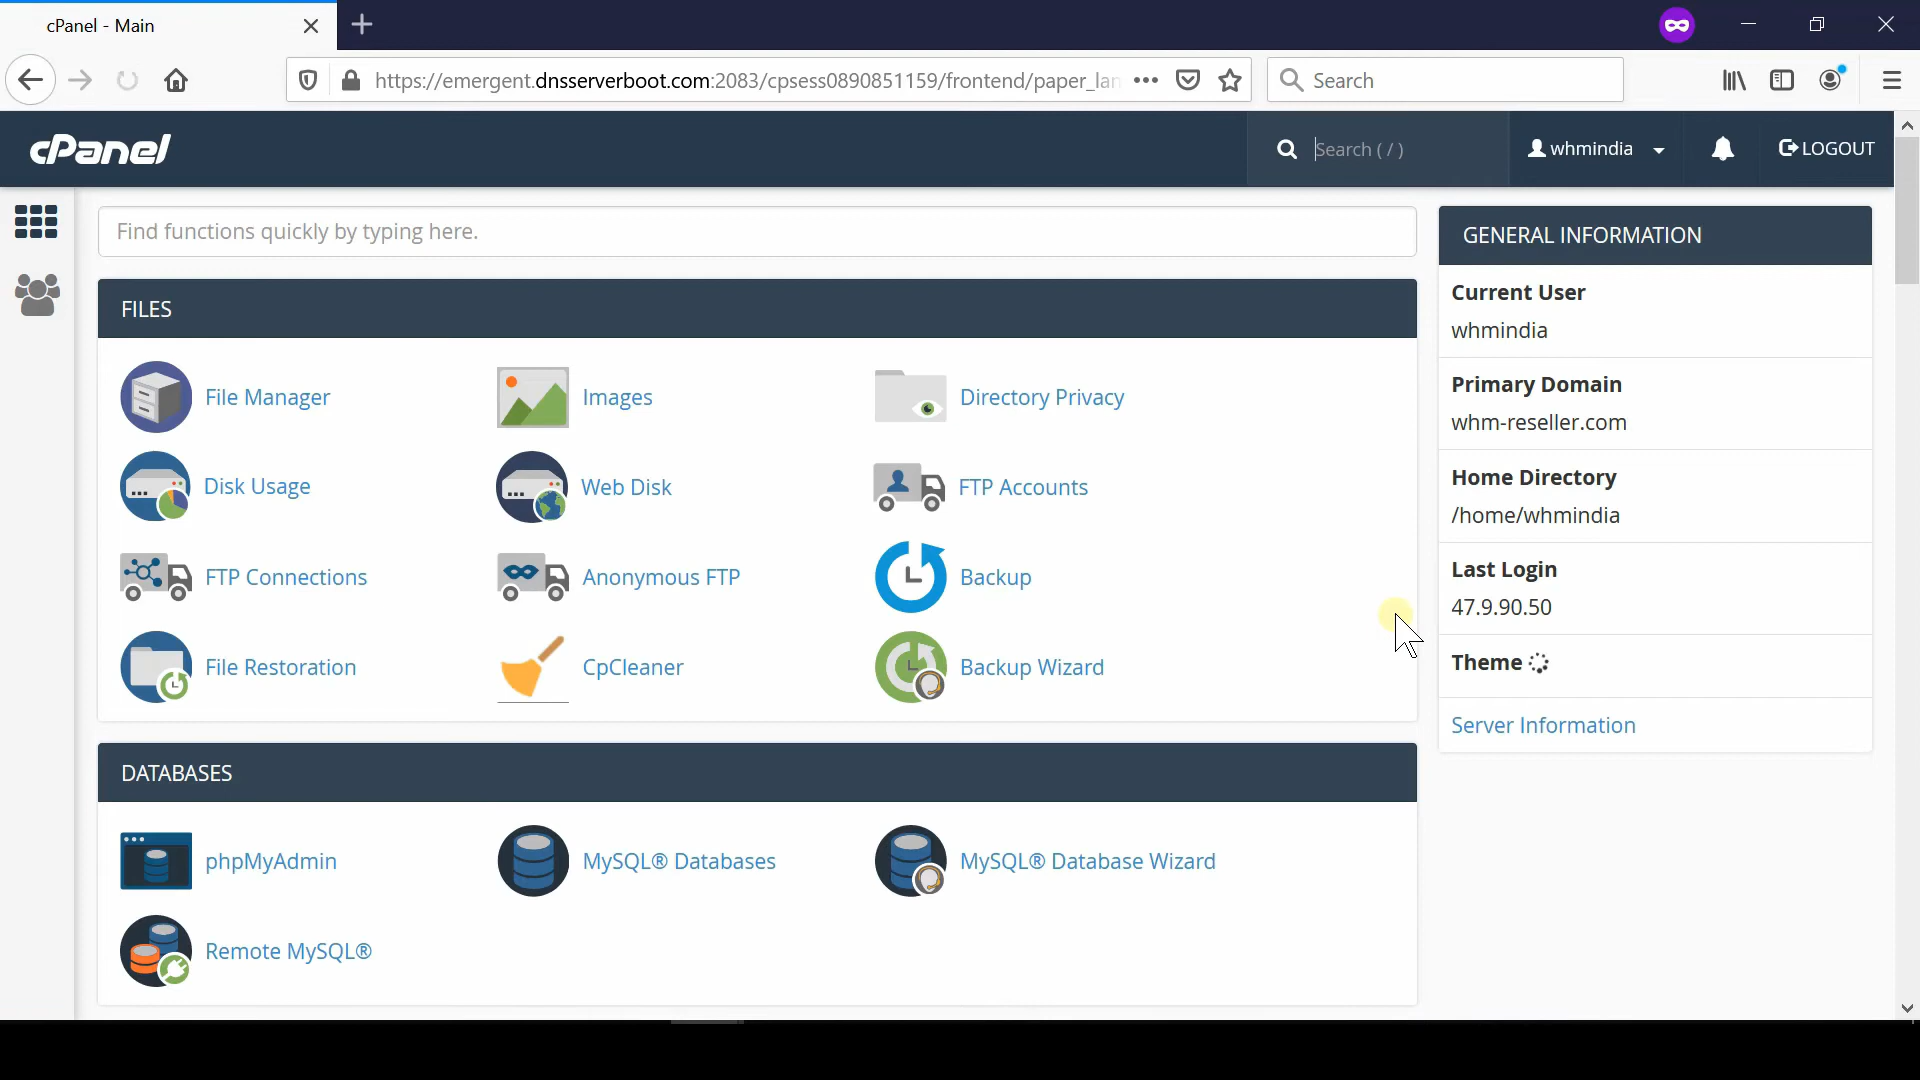 cPanel - Main
https://emergent.dnsserverboot.com:2083/cpsess0890851159/frontend/paper_lan
Search
cPanel
Search ( / )
whmindia
LOGOUT
Find functions quickly by typing here.
FILES
File Manager
Images
Directory Privacy
Disk Usage
Web Disk
FTP Accounts
FTP Connections
Anonymous FTP
Backup
File Restoration
CpCleaner
Backup Wizard
DATABASES
phpMyAdmin
MySQL® Databases
MySQL® Database Wizard
Remote MySQL®
GENERAL INFORMATION
Current User
whmindia
Primary Domain
whm-reseller.com
Home Directory
/home/whmindia
Last Login
47.9.90.50
Theme
Server Information